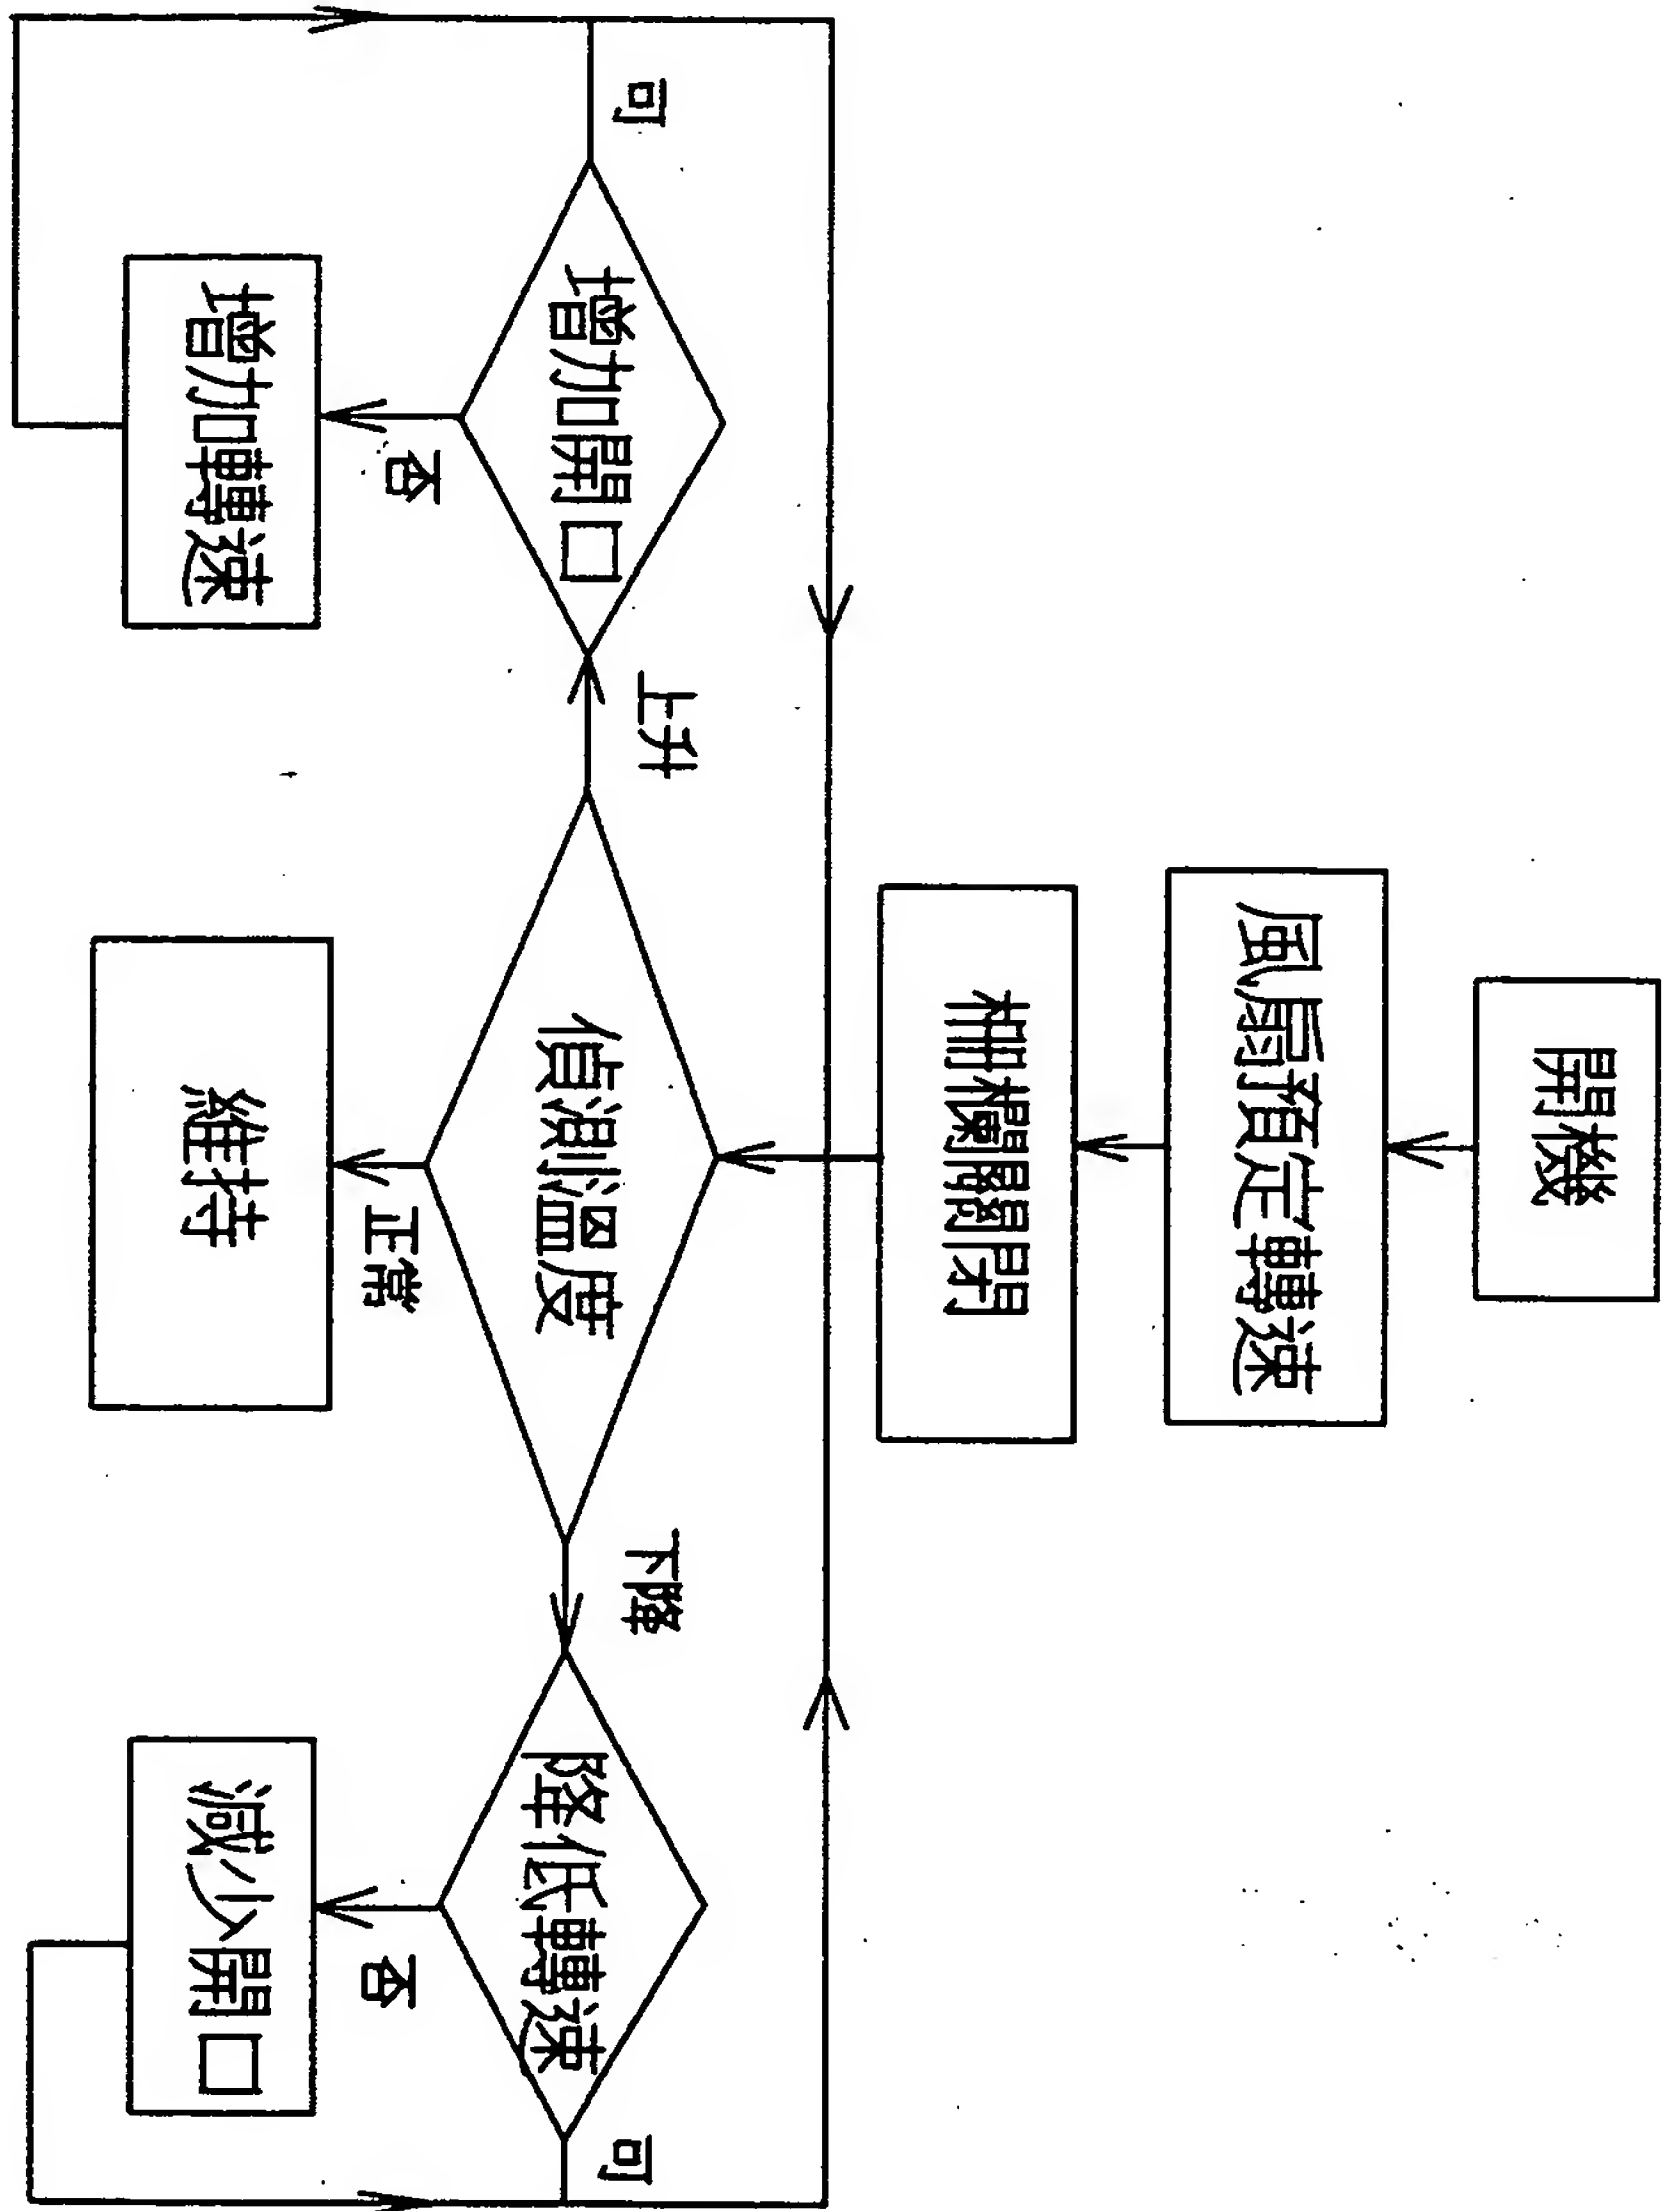 開機
風扇預定轉速
柵欄關閉
偵測溫度
上升
下降
正常
維持
增加開口
可
否
增加轉速
降低轉速
可
否
減少開口